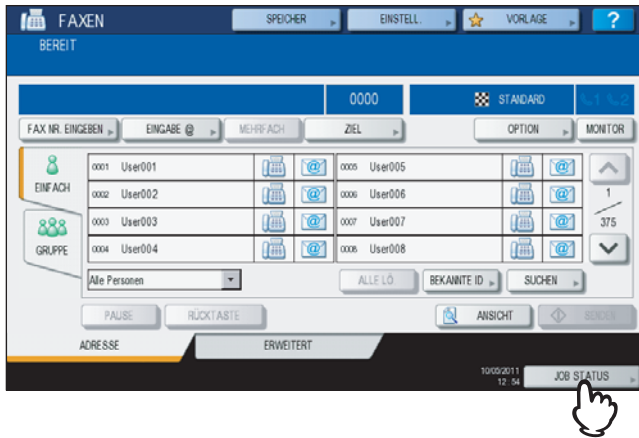 FAXEN SPEICHER EINSTELL. VORLAGE ?
BEREIT
0000 STANDARD 1 2
FAX NR. EINGEBEN EINGABE @ MEHRFACH ZIEL OPTION MONITOR
EINFACH
GRUPPE
0001 User001 0005 User005
0002 User002 0006 User006
0003 User003 0007 User007
0004 User004 0008 User008
1
375
Alle Personen ALLE LÖ. BEKANNTE ID SUCHEN
PAUSE RÜCKTASTE ANSICHT SENDEN
ADRESSE ERWEITERT
10/05/2011
12:54
JOB STATUS